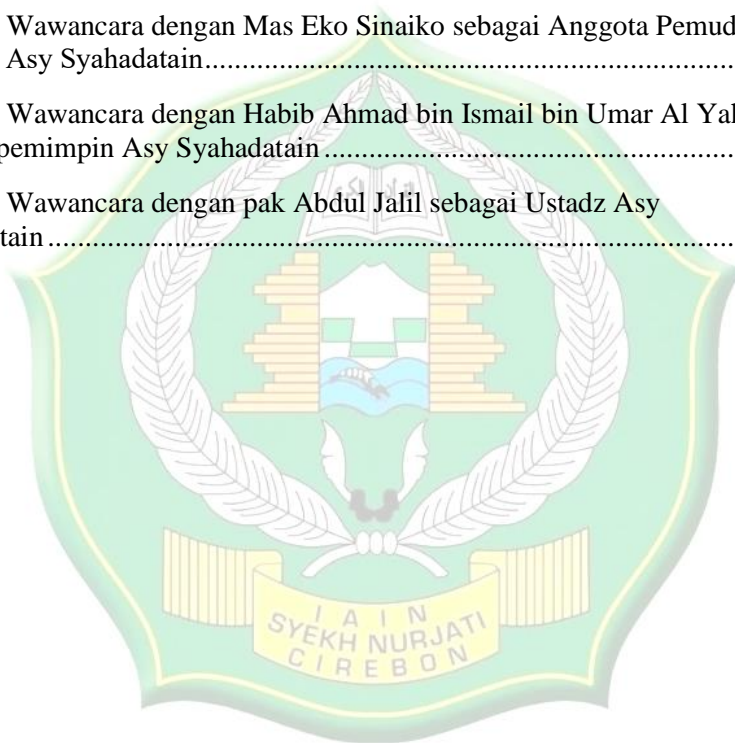 Wawancara dengan Mas Eko Sinaiko sebagai Anggota Pemud
Asy Syahadatain
Wawancara dengan Habib Ahmad bin Ismail bin Umar Al Yal
pemimpin Asy Syahadatain
Wawancara dengan pak Abdul Jalil sebagai Ustadz Asy
tain
IAIN
SYEKH NURJATI
CIREBON